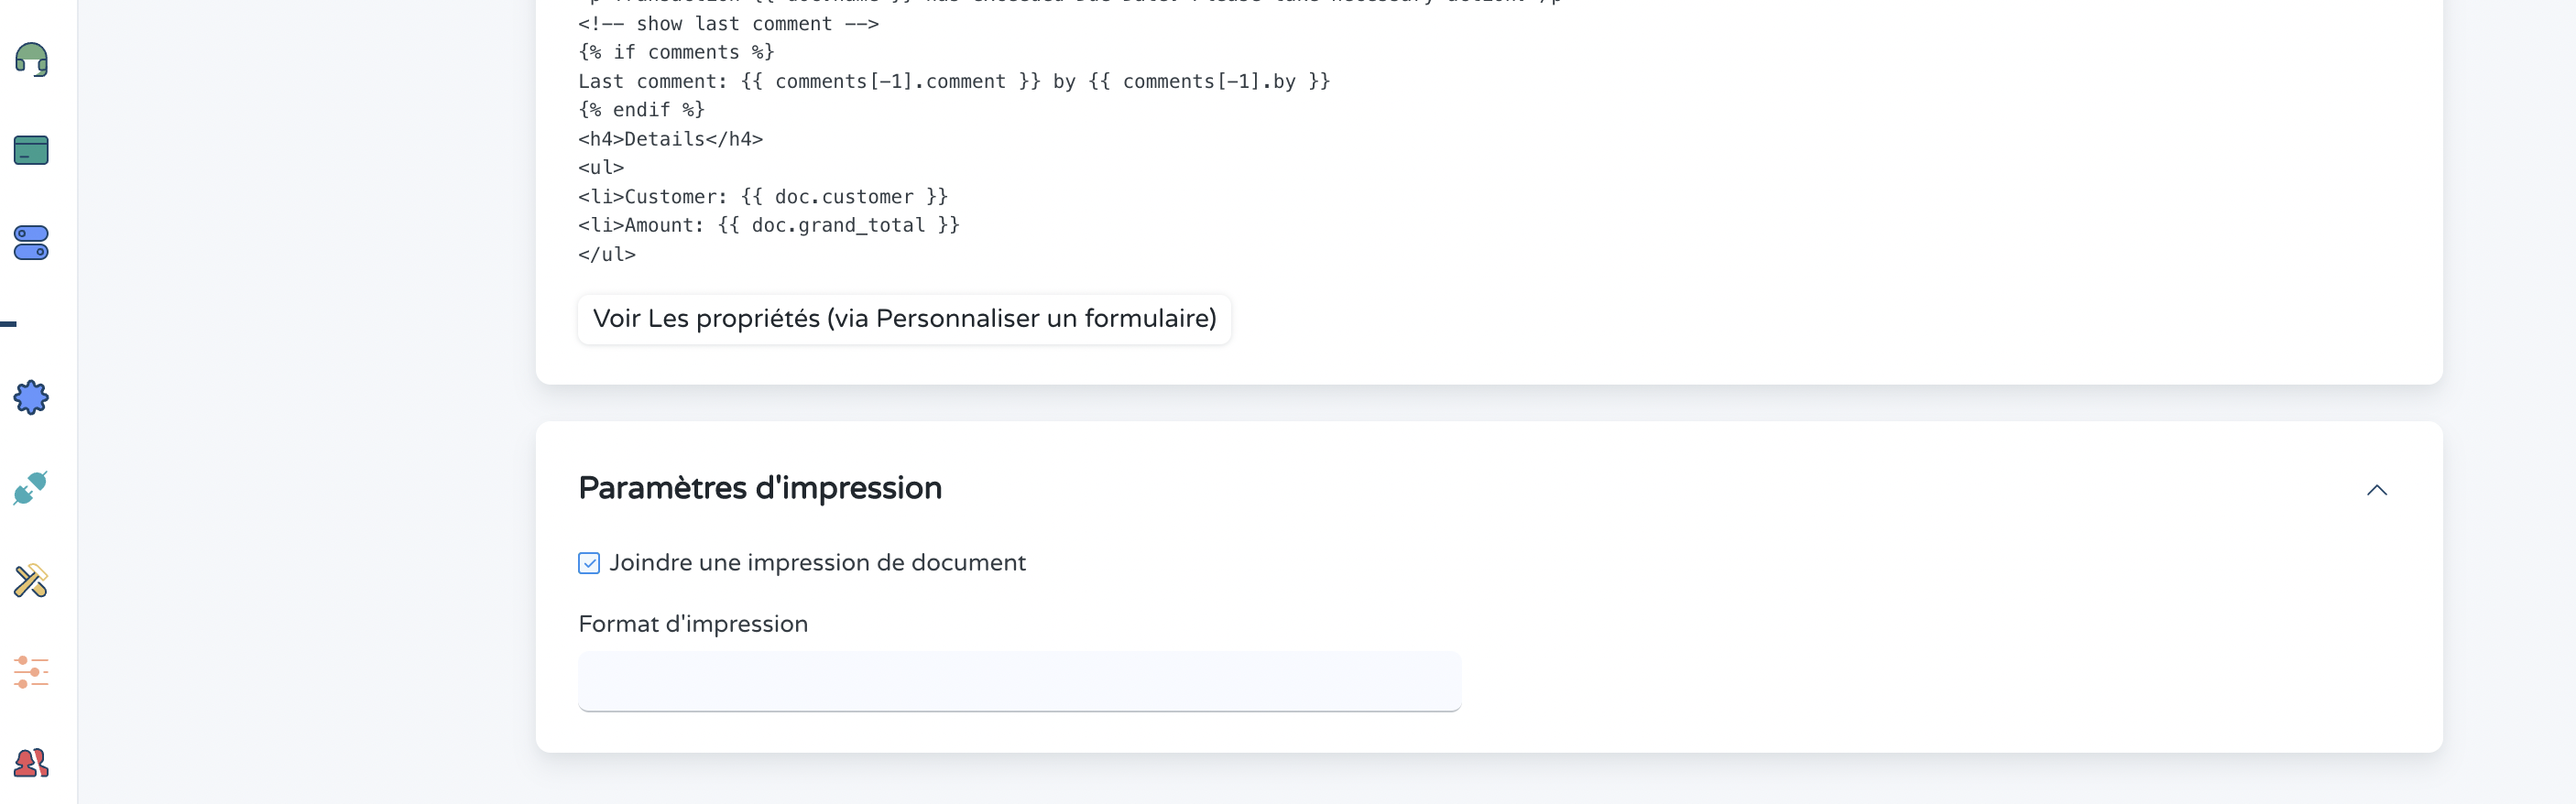 <!-- show last comment -->
{% if comments %}
Last comment: {{ comments[-1].comment }} by {{ comments[-1].by }}
{% endif %}
<h4>Details</h4>
<ul>
<li>Customer: {{ doc.customer }}
<li>Amount: {{ doc.grand_total }}
</ul>
Voir Les propriétés (via Personnaliser un formulaire)
Paramètres d'impression
Joindre une impression de document
Format d'impression